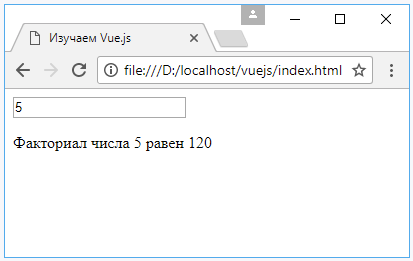 Изучаем Vue.js
file:///D:/localhost/vuejs/index.html
5
Факториал числа 5 равен 120